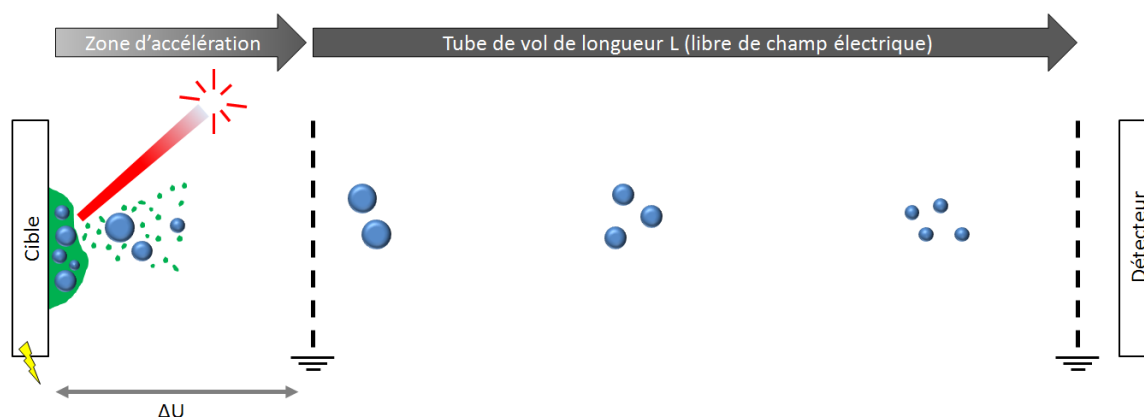 Zone d'accélération
Tube de vol de longueur L (libre de champ électrique)
Cible
Détecteur
ΔU